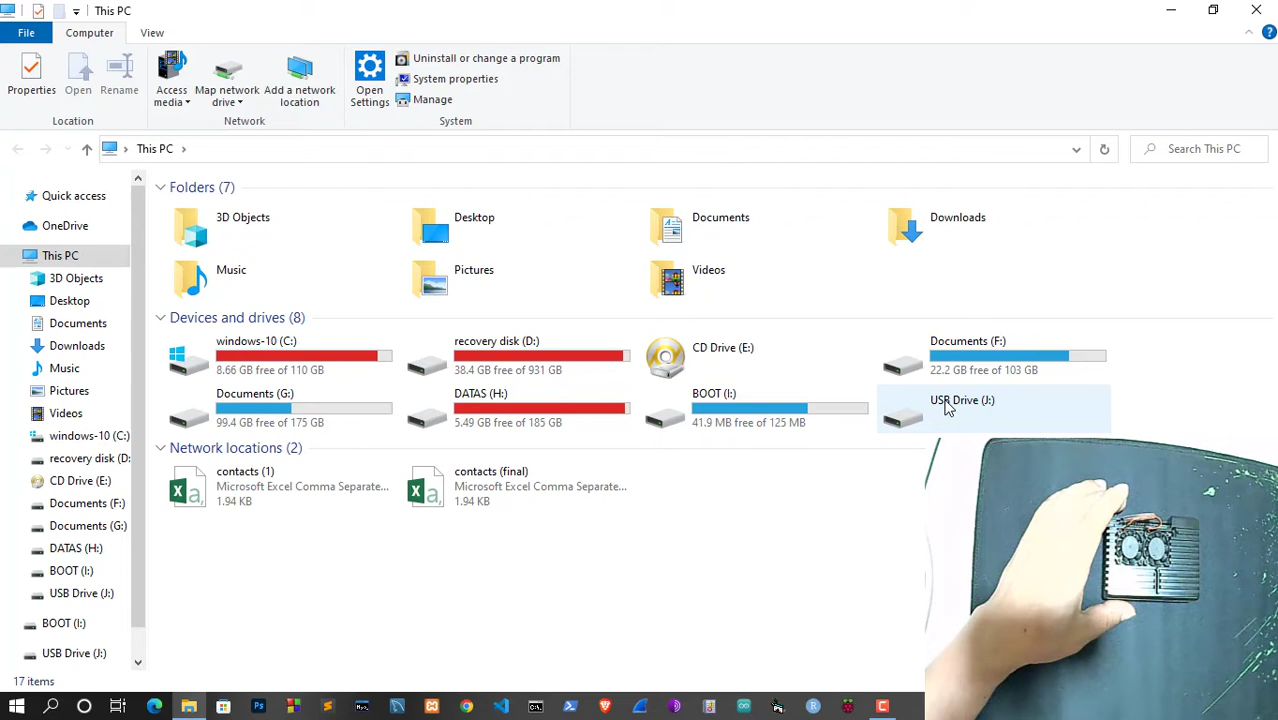 This PC
File
Computer
View
Properties
Open
Rename
Access media
Map network drive
Add a network location
Open Settings
Uninstall or change a program
System properties
Manage
Location
Network
System
This PC
Search This PC
Quick access
OneDrive
This PC
3D Objects
Desktop
Documents
Downloads
Music
Pictures
Videos
windows-10 (C:)
recovery disk (D:
CD Drive (E:)
Documents (F:)
Documents (G:)
DATAS (H:)
BOOT (I:)
USB Drive (J:)
BOOT (I:)
USB Drive (J:)
Folders (7)
3D Objects
Desktop
Documents
Downloads
Music
Pictures
Videos
Devices and drives (8)
windows-10 (C:)
8.66 GB free of 110 GB
recovery disk (D:)
38.4 GB free of 931 GB
CD Drive (E:)
Documents (F:)
22.2 GB free of 103 GB
Documents (G:)
99.4 GB free of 175 GB
DATAS (H:)
5.49 GB free of 185 GB
BOOT (I:)
41.9 MB free of 125 MB
USB Drive (J:)
Network locations (2)
contacts (1)
Microsoft Excel Comma Separate...
1.94 KB
contacts (final)
Microsoft Excel Comma Separate...
1.94 KB
17 items